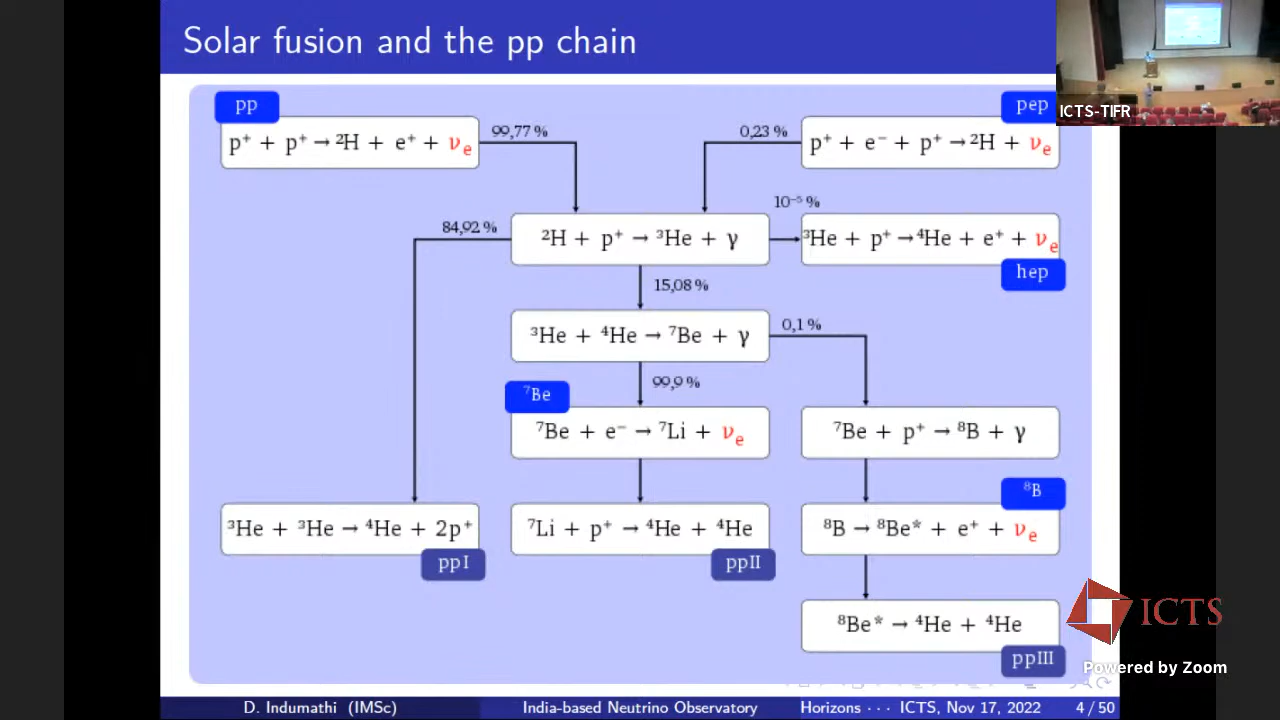 Solar fusion and the pp chain
pp
p⁺ + p⁺ → ²H + e⁺ + νₑ
99,77 %
0,23 %
pep
p⁺ + e⁻ + p⁺ → ²H + νₑ
84,92 %
²H + p⁺ → ³He + γ
10⁻⁵ %
³He + p⁺ → ⁴He + e⁺ + νₑ
hep
15,08 %
³He + ⁴He → ⁷Be + γ
0,1 %
99,9 %
⁷Be
⁷Be + e⁻ → ⁷Li + νₑ
⁷Be + p⁺ → ⁸B + γ
³He + ³He → ⁴He + 2p⁺
ppI
⁷Li + p⁺ → ⁴He + ⁴He
ppII
⁸B
⁸B → ⁸Be* + e⁺ + νₑ
⁸Be* → ⁴He + ⁴He
ppIII
D. Indumathi (IMSc)
India-based Neutrino Observatory
Horizons · · · ICTS, Nov 17, 2022
4 / 50
ICTS-TIFR
ICTS
Powered by Zoom